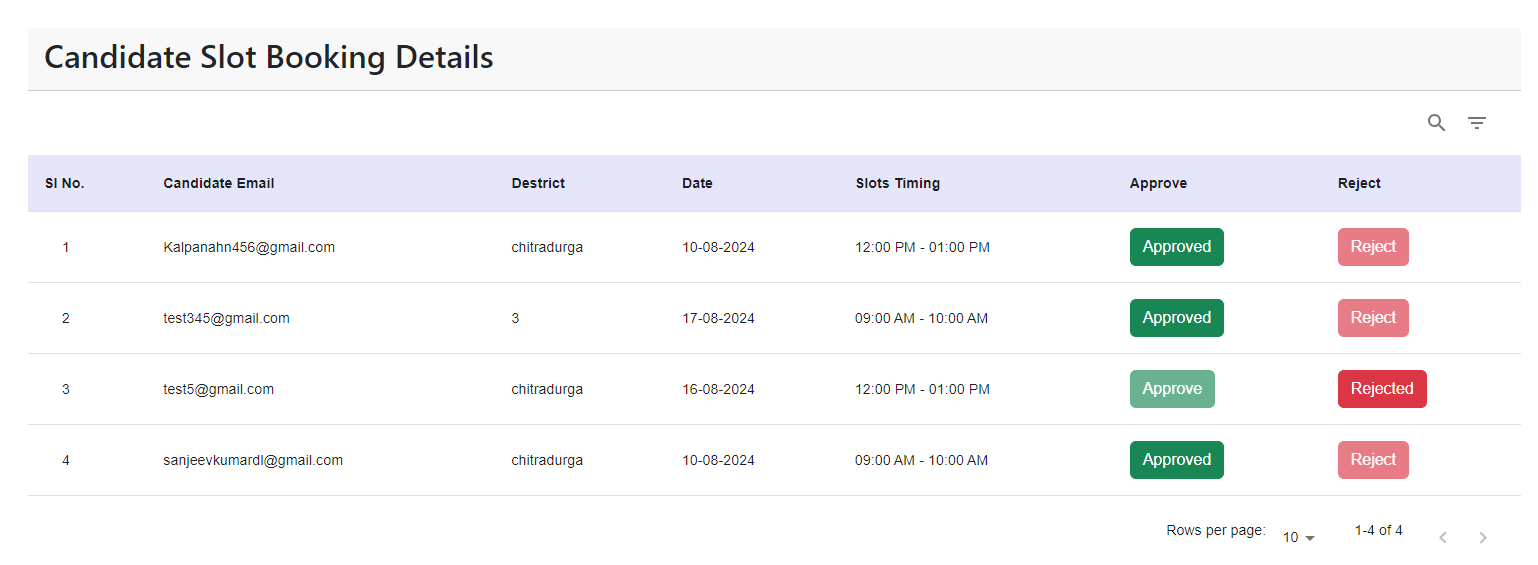 Candidate Slot Booking Details
Sl No. Candidate Email Destrict Date Slots Timing Approve Reject
1 Kalpanahn456@gmail.com chitradurga 10-08-2024 12:00 PM - 01:00 PM Approved Reject
2 test345@gmail.com 3 17-08-2024 09:00 AM - 10:00 AM Approved Reject
3 test5@gmail.com chitradurga 16-08-2024 12:00 PM - 01:00 PM Approve Rejected
4 sanjeevkumardl@gmail.com chitradurga 10-08-2024 09:00 AM - 10:00 AM Approved Reject
Rows per page: 10 1-4 of 4